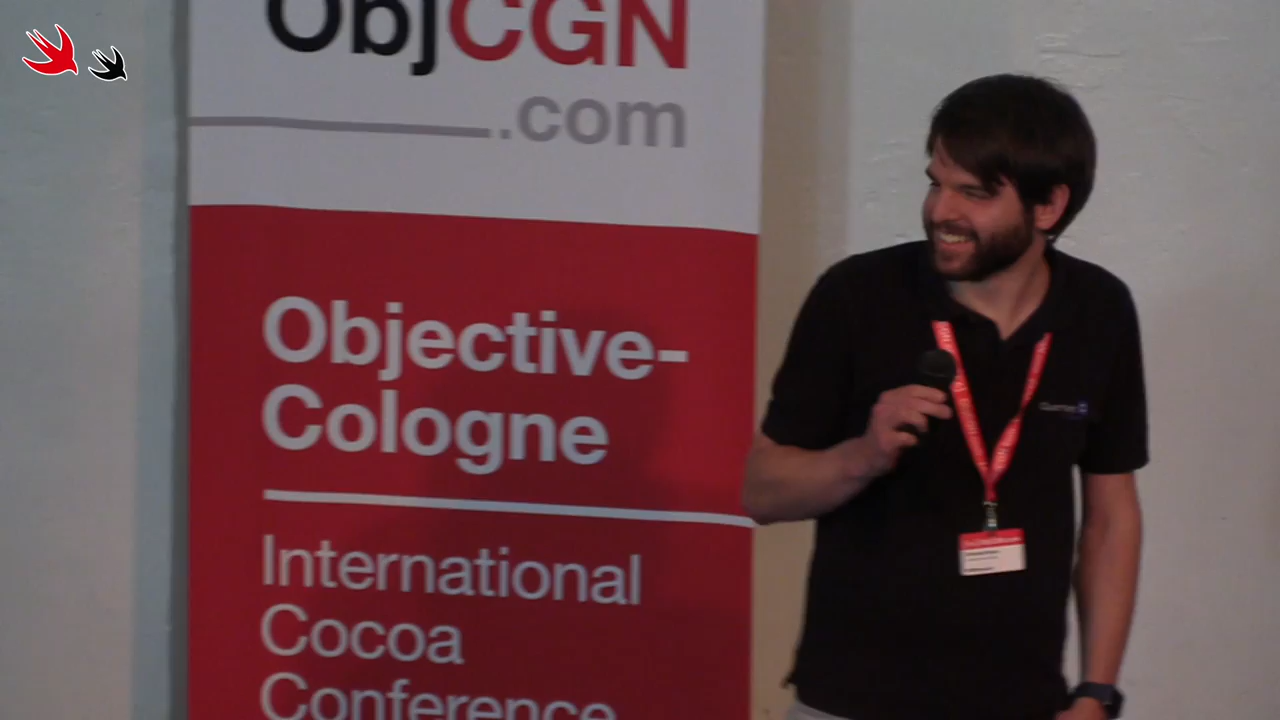 ObjCGN
.com
Objective-
Cologne
International
Cocoa
Conference